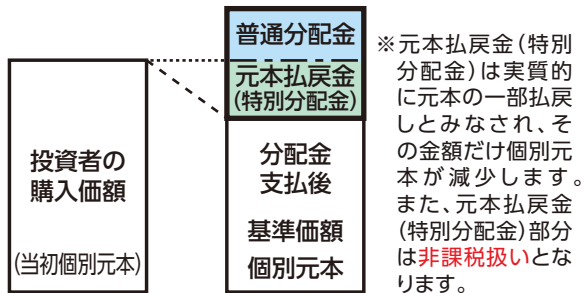 投資者の
購入価額
(当初個別元本)
普通分配金
元本払戻金
(特別分配金)
分配金
支払後
基準価額
個別元本
※元本払戻金(特別
分配金)は実質的
に元本の一部払戻
しとみなされ、そ
の金額だけ個別元
本が減少します。
また、元本払戻金
(特別分配金)部分
は非課税扱いとな
ります。